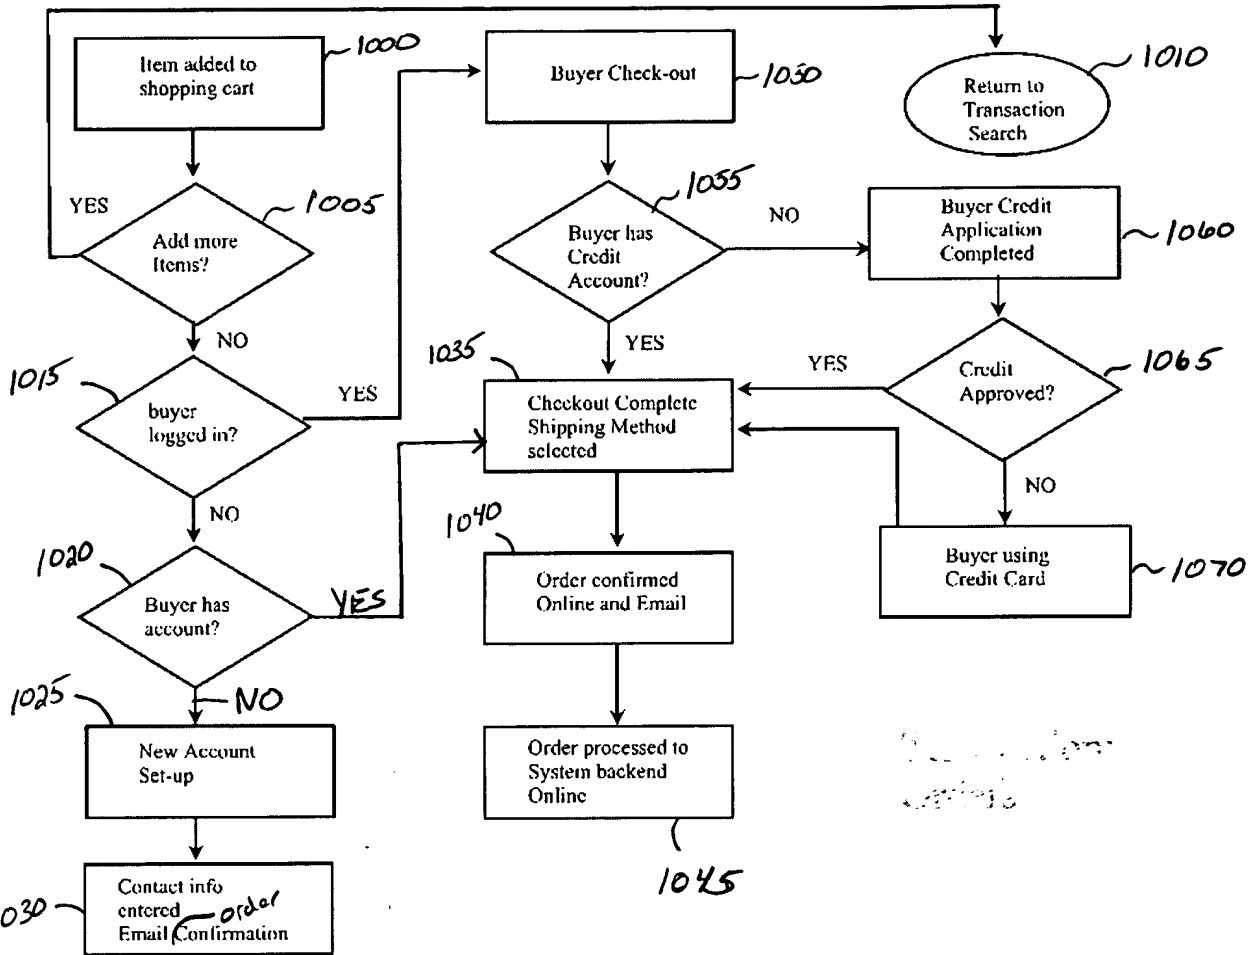 Item added to
shopping cart
1000
Buyer Check-out
1050
Return to
Transaction
Search
1010
YES
Add more
Items?
1005
NO
Buyer has
Credit
Account?
1055
NO
Buyer Credit
Application
Completed
1060
YES
1015
buyer
logged in?
YES
NO
1035
Checkout Complete
Shipping Method
selected
YES
Credit
Approved?
1065
NO
1020
Buyer has
account?
YES
NO
1040
Order confirmed
Online and Email
Buyer using
Credit Card
1070
1025
New Account
Set-up
Order processed to
System backend
Online
1045
030
Contact info
entered
order
Email Confirmation